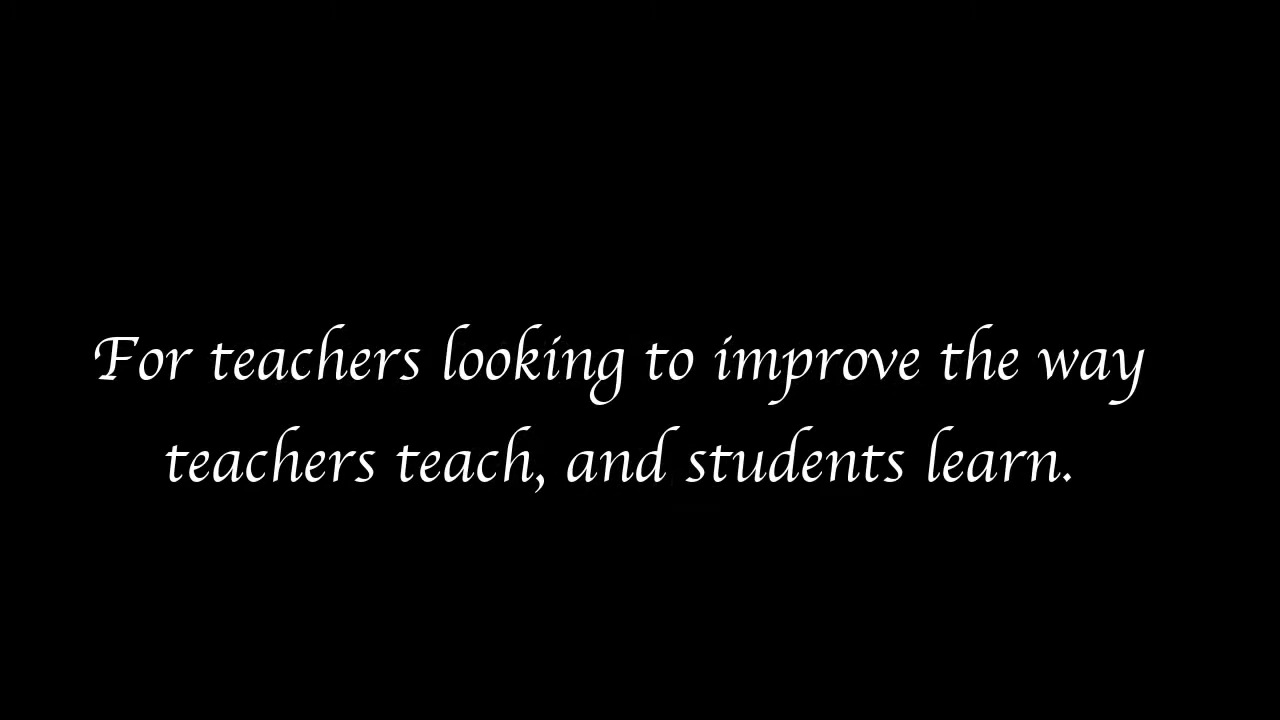 For teachers looking to improve the way
teachers teach, and students learn.